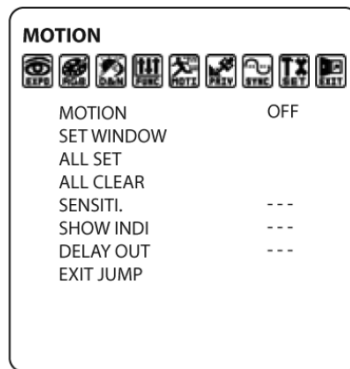 MOTION
EXPO AGB D&N FUNC MOTI PRIV SYNC SET EXIT
MOTION OFF
SET WINDOW
ALL SET
ALL CLEAR
SENSITI. - - -
SHOW INDI - - -
DELAY OUT - - -
EXIT JUMP